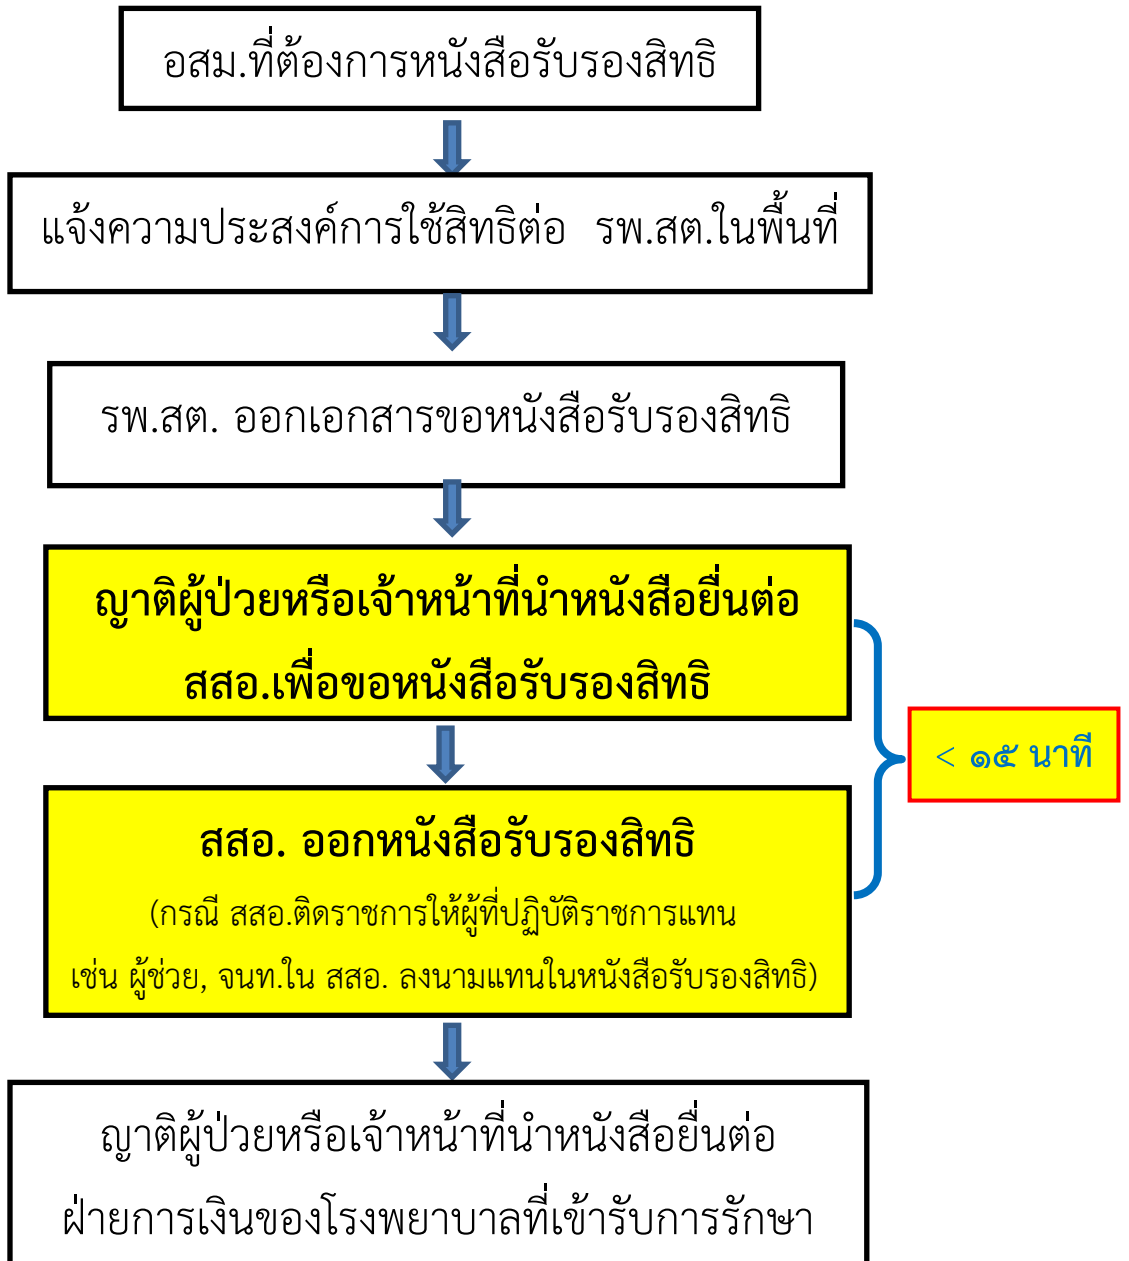 อสม.ที่ต้องการหนังสือรับรองสิทธิ
แจ้งความประสงค์การใช้สิทธิต่อ รพ.สต.ในพื้นที่
รพ.สต. ออกเอกสารขอหนังสือรับรองสิทธิ
ญาติผู้ป่วยหรือเจ้าหน้าที่นำหนังสือยื่นต่อ
สสอ.เพื่อขอหนังสือรับรองสิทธิ
< ๑๕ นาที
สสอ. ออกหนังสือรับรองสิทธิ
(กรณี สสอ.ติดราชการให้ผู้ที่ปฏิบัติราชการแทน
เช่น ผู้ช่วย, จนท.ใน สสอ. ลงนามแทนในหนังสือรับรองสิทธิ)
ญาติผู้ป่วยหรือเจ้าหน้าที่นำหนังสือยื่นต่อ
ฝ่ายการเงินของโรงพยาบาลที่เข้ารับการรักษา